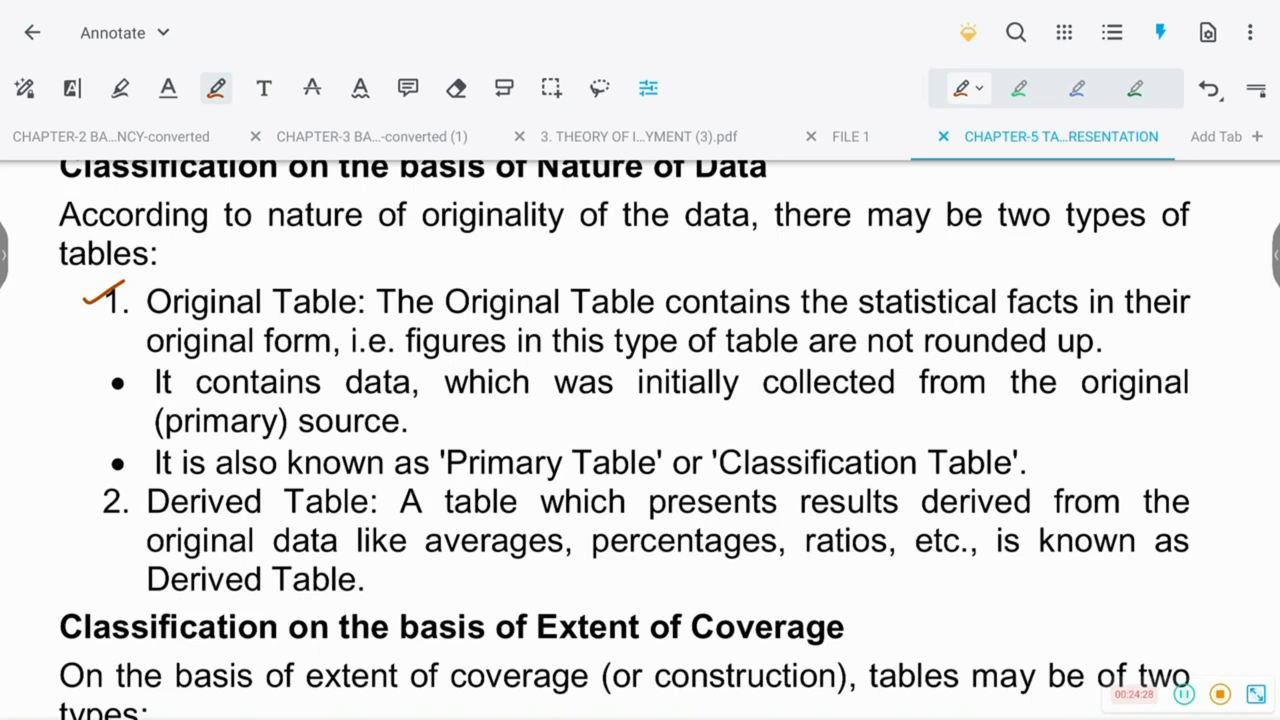 Annotate
T
CHAPTER-2 BA...NCY-converted
CHAPTER-3 BA...-converted (1)
3. THEORY OF I...YMENT (3).pdf
FILE 1
CHAPTER-5 TA...RESENTATION
Add Tab
Classification on the basis of Nature of Data
According to nature of originality of the data, there may be two types of
tables:
1. Original Table: The Original Table contains the statistical facts in their
original form, i.e. figures in this type of table are not rounded up.
• It contains data, which was initially collected from the original
(primary) source.
• It is also known as 'Primary Table' or 'Classification Table'.
2. Derived Table: A table which presents results derived from the
original data like averages, percentages, ratios, etc., is known as
Derived Table.
Classification on the basis of Extent of Coverage
On the basis of extent of coverage (or construction), tables may be of two
types:
00:24:28